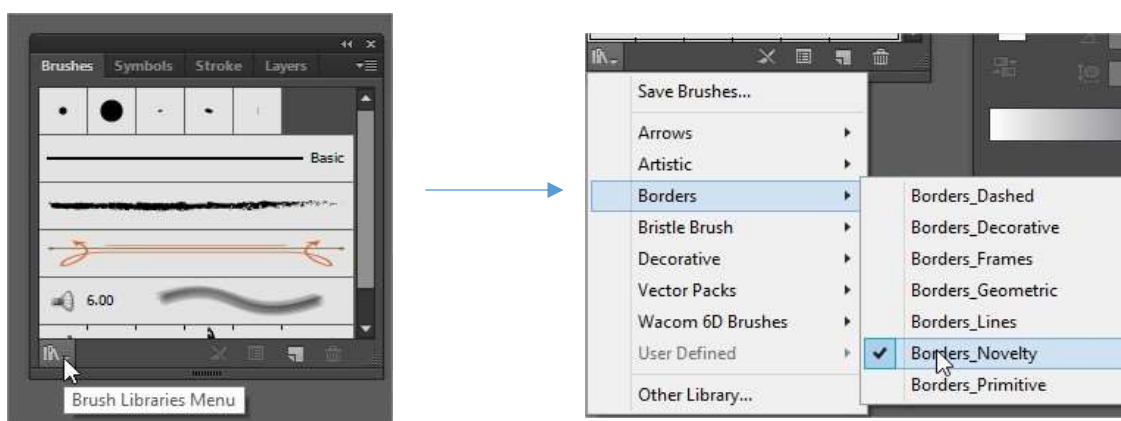 Brushes Symbols Stroke Layers
Basic
6.00
Brush Libraries Menu
Save Brushes...
Arrows
Artistic
Borders
Bristle Brush
Decorative
Vector Packs
Wacom 6D Brushes
User Defined
Other Library...
Borders_Dashed
Borders_Decorative
Borders_Frames
Borders_Geometric
Borders_Lines
Borders_Novelty
Borders_Primitive